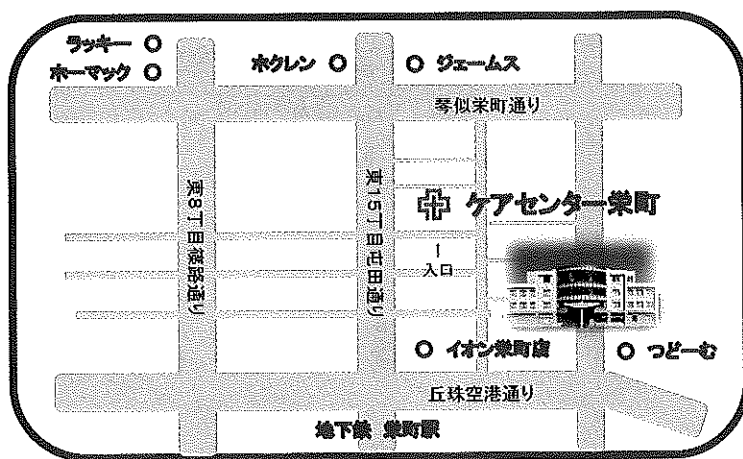 ラッキー
ホーマック
ホクレン
ジェームス
琴似栄町通り
東8丁目篠路通り
東15丁目屯田通り
ケアセンター栄町
入口
イオン栄町店
つどーむ
丘珠空港通り
地下鉄 栄町駅